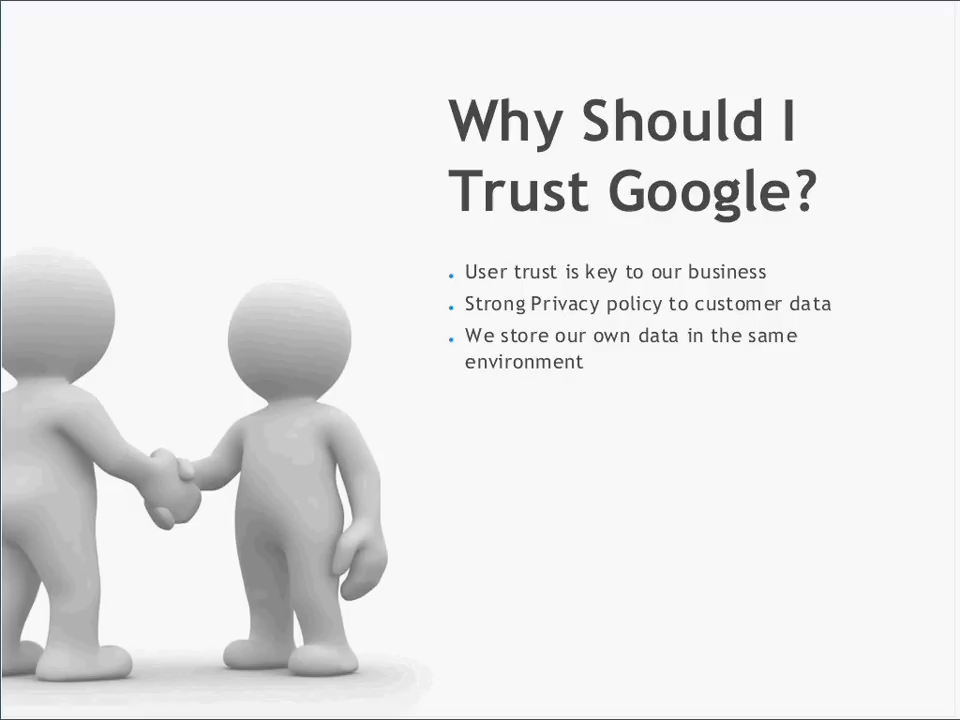 Why Should I
Trust Google?
User trust is key to our business
Strong Privacy policy to customer data
We store our own data in the same
environment